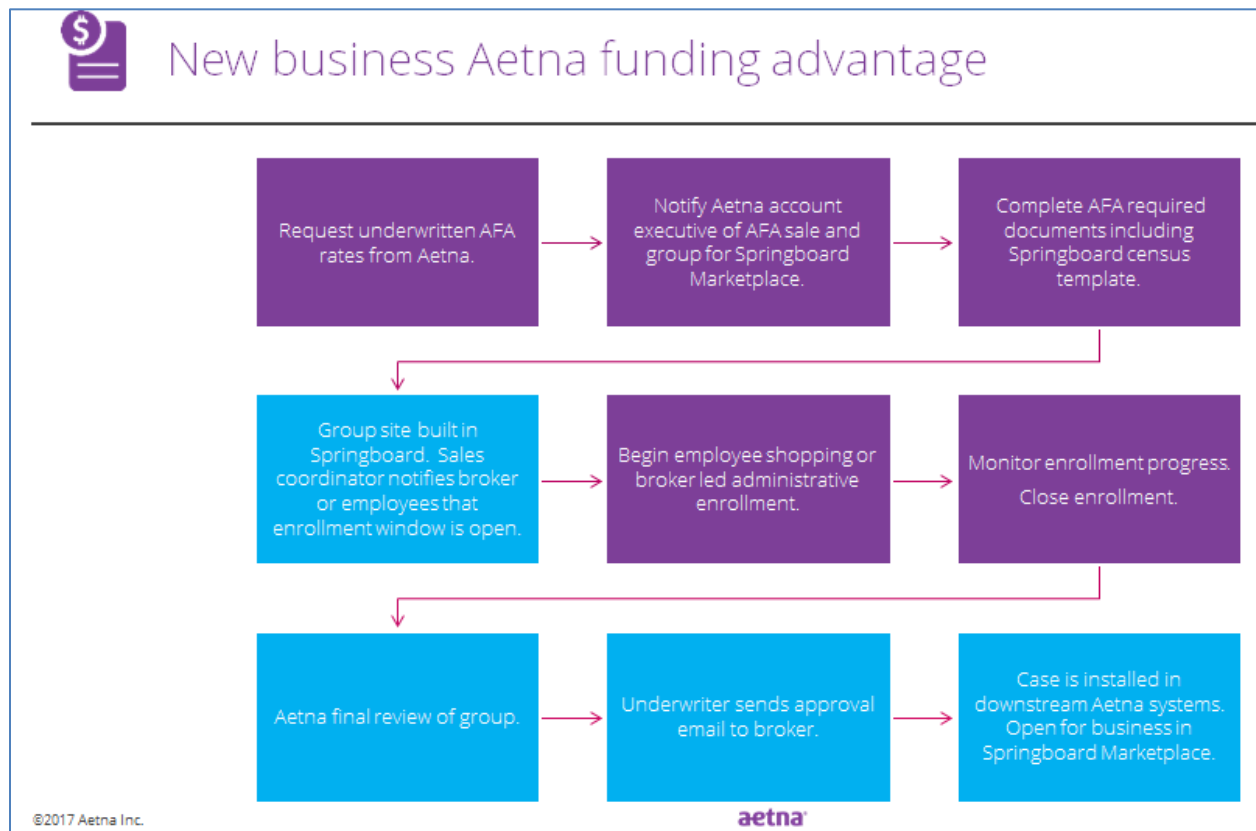 $
New business Aetna funding advantage
Request underwritten AFA
rates from Aetna.
Notify Aetna account
executive of AFA sale and
group for Springboard
Marketplace.
Complete AFA required
documents including
Springboard census
template.
Group site built in
Springboard. Sales
coordinator notifies broker
or employees that
enrollment window is open.
Begin employee shopping or
broker led administrative
enrollment.
Monitor enrollment progress.
Close enrollment.
Aetna final review of group.
Underwriter sends approval
email to broker.
Case is installed in
downstream Aetna systems.
Open for business in
Springboard Marketplace.
©2017 Aetna Inc.
aetna